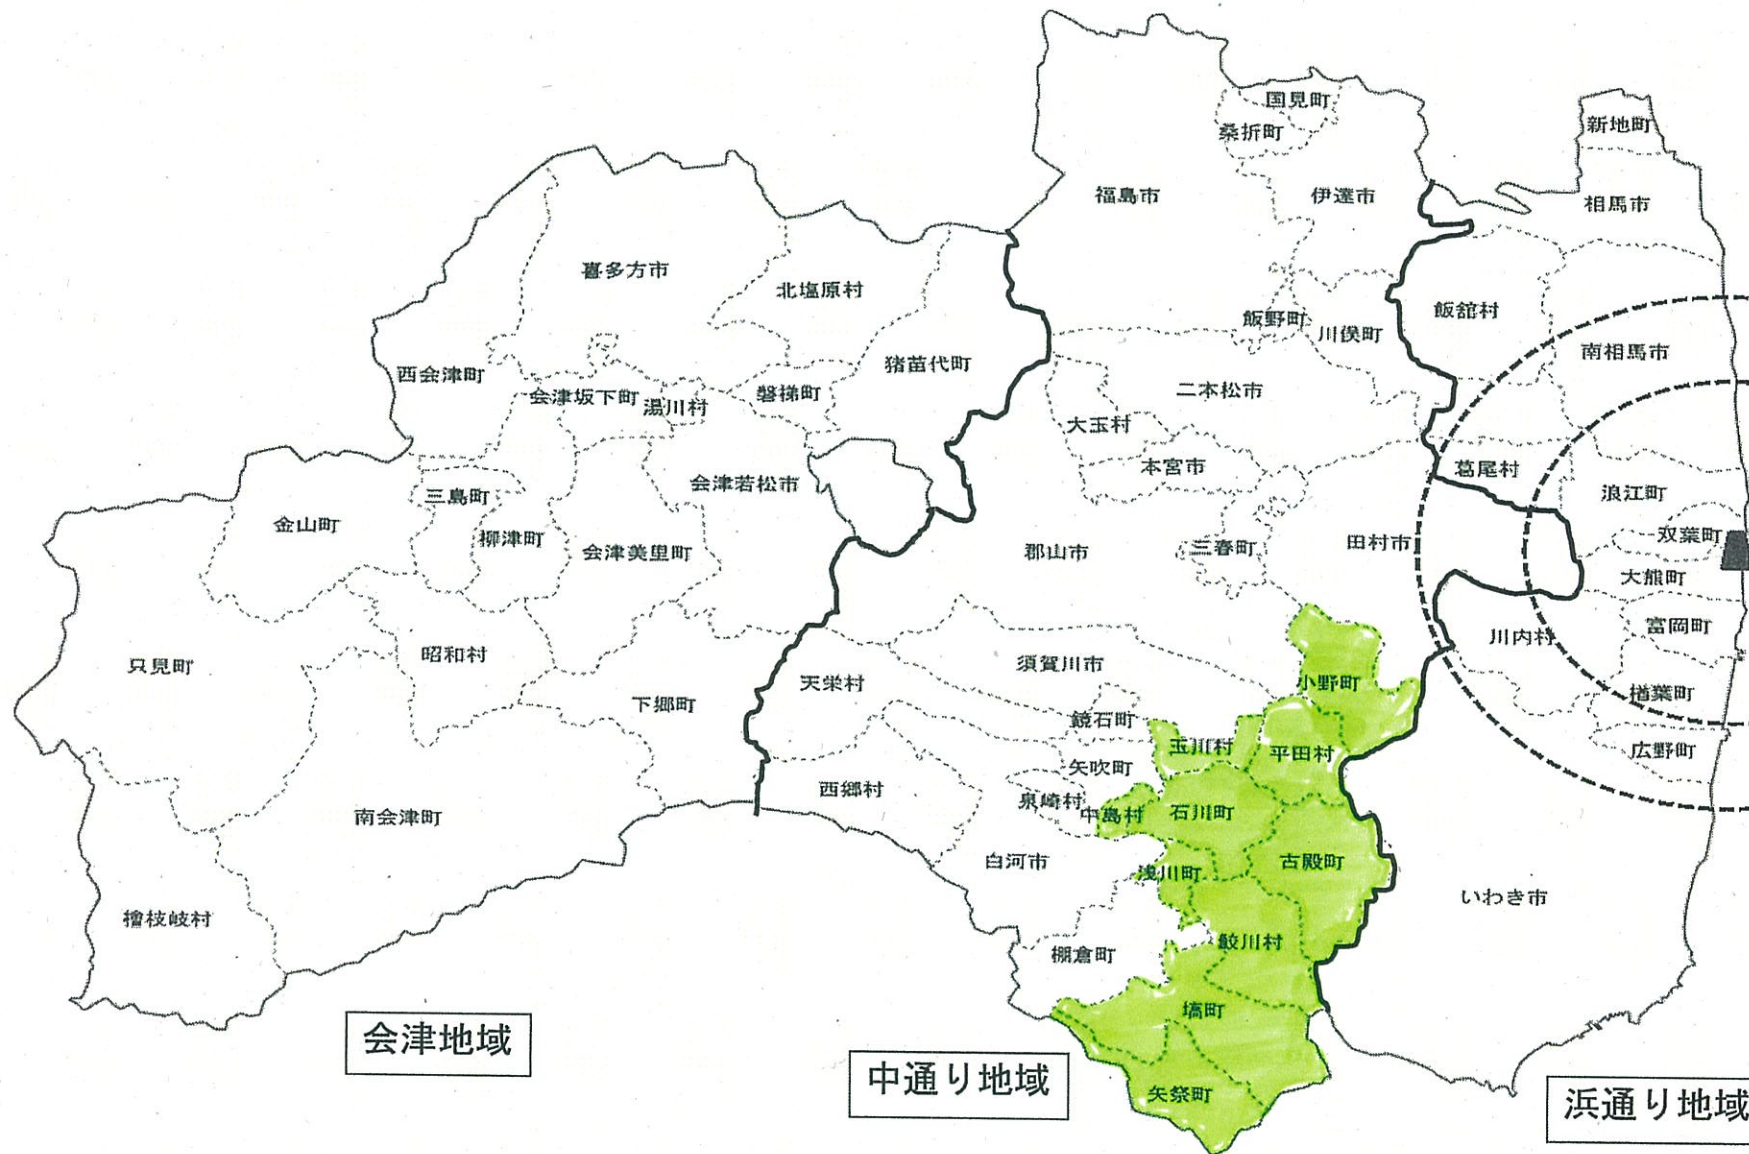 国見町
桑折町
新地町
福島市
伊達市
相馬市
喜多方市
北塩原村
飯野町
川俣町
飯舘村
南相馬市
西会津町
会津坂下町
湯川村
磐梯町
猪苗代町
二本松市
大玉村
本宮市
葛尾村
浪江町
三島町
会津若松市
金山町
柳津町
会津美里町
郡山市
三春町
田村市
双葉町
大熊町
富岡町
川内村
只見町
昭和村
下郷町
天栄村
須賀川市
小野町
楢葉町
鏡石町
玉川村
平田村
広野町
矢吹町
西郷村
泉崎村
中島村
石川町
南会津町
白河市
浅川町
古殿町
いわき市
檜枝岐村
棚倉町
鮫川村
塙町
矢祭町
会津地域
中通り地域
浜通り地域